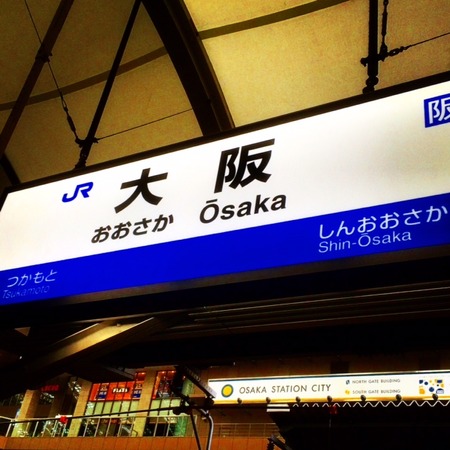 阪
JR 大阪
おおさか Ōsaka
しんおおさか
Shin-Ōsaka
つかもと
Tsukamoto
OSAKA STATION CITY
NORTH GATE BUILDING
SOUTH GATE BUILDING